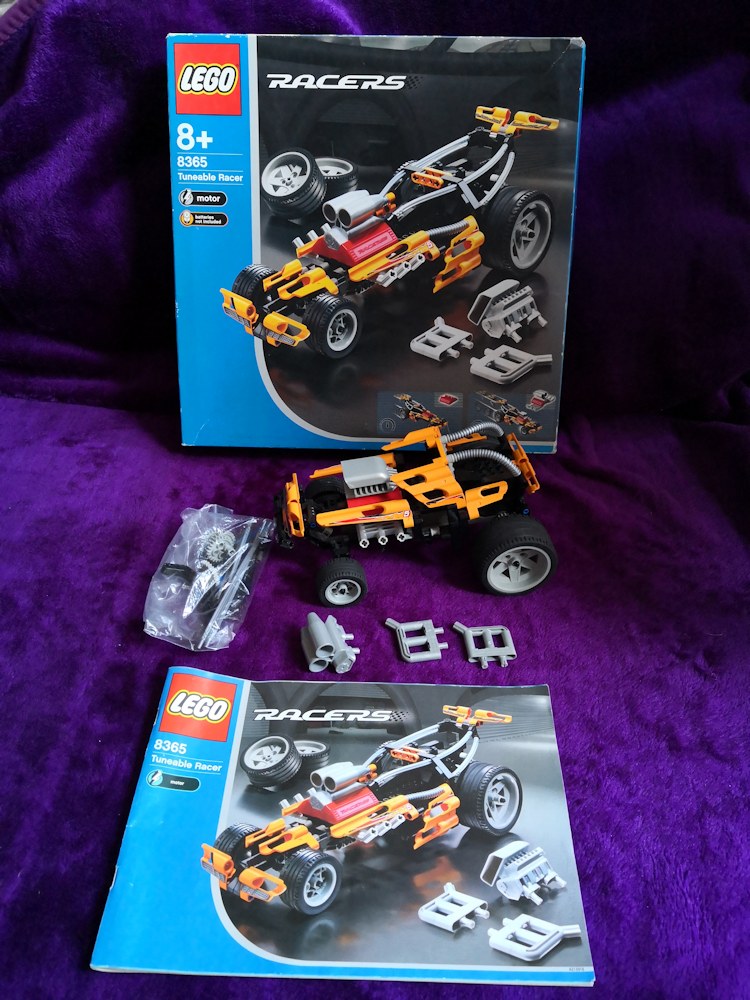 LEGO
RACERS
8+
8365
Tuneable Racer
motor
batteries
not included
LEGO
RACERS
8365
Tuneable Racer
motor